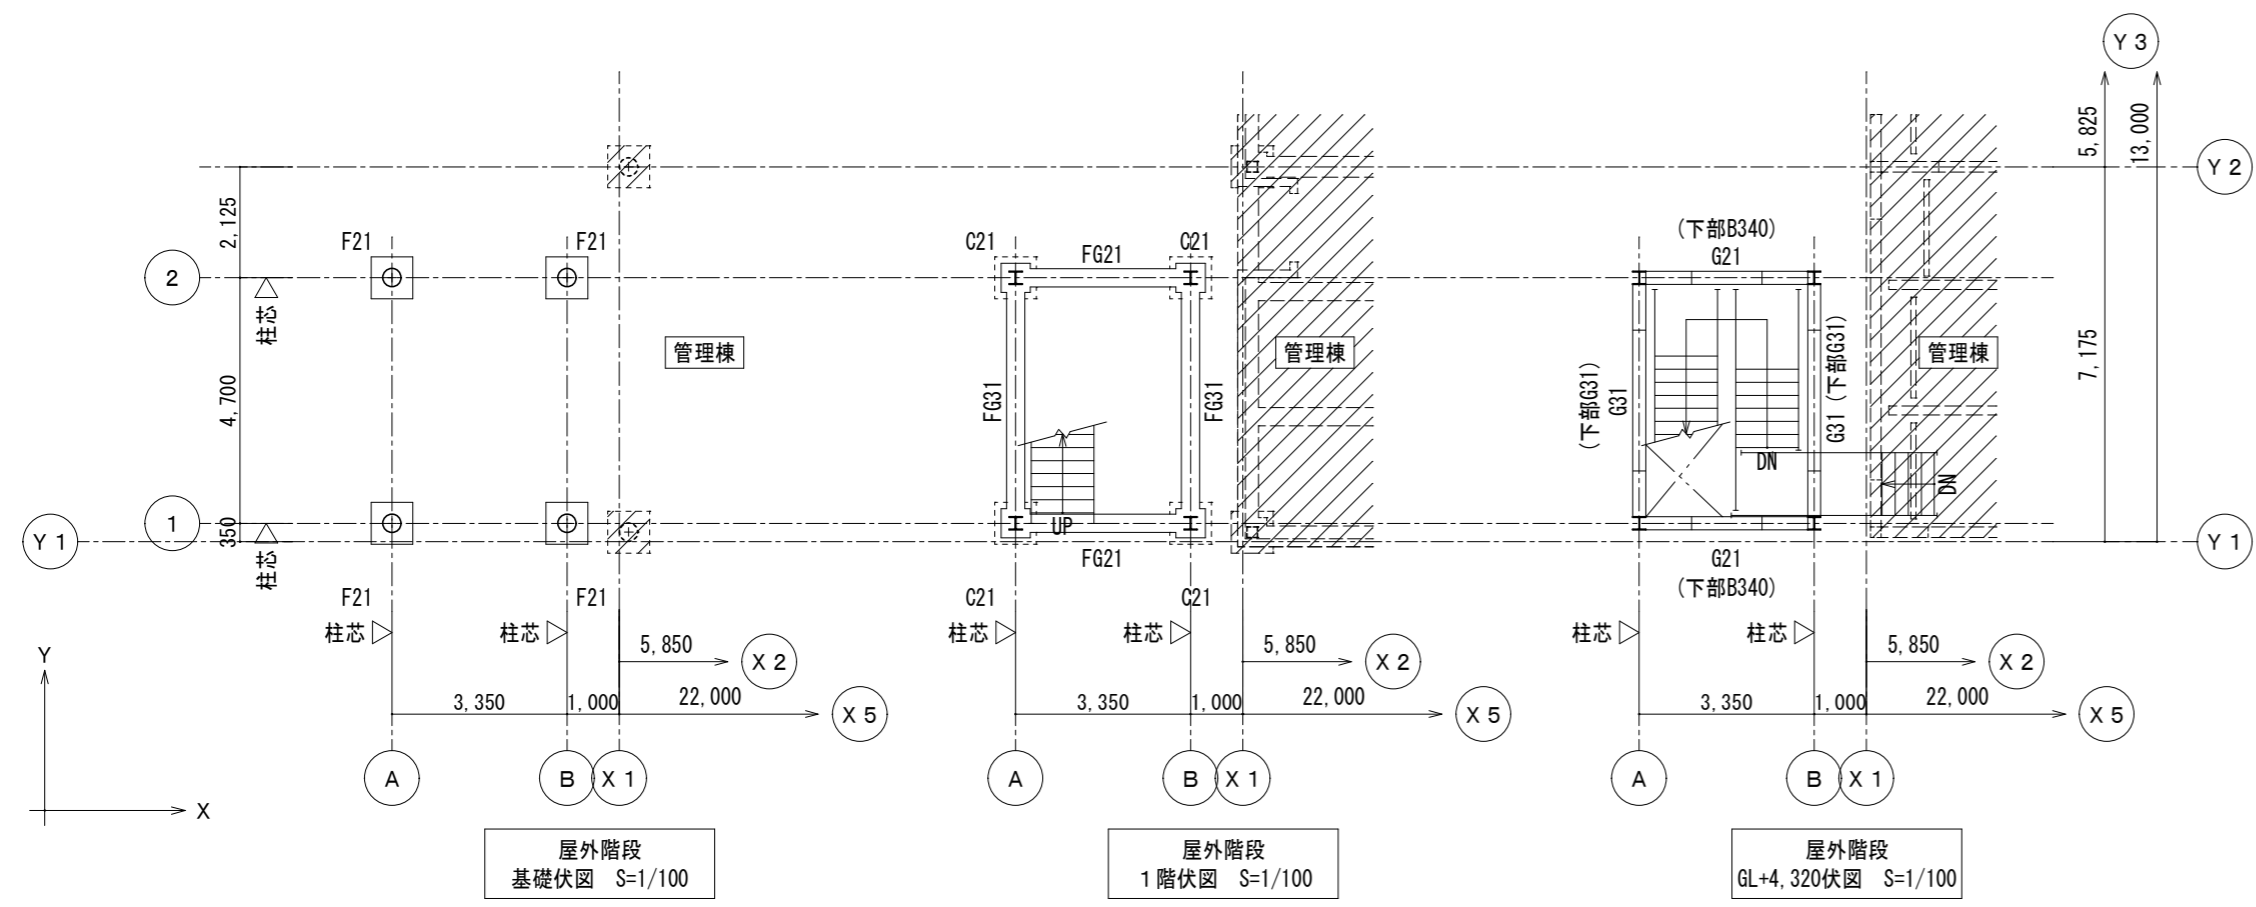 Y 3
5,825
13,000
Y 2
(下部B340)
G21
2,125
F21
F21
C21
FG21
C21
2
柱芯
管理棟
管理棟
管理棟
4,700
FG31
FG31
(下部G31)
G31
G31 (下部G31)
7,175
DN
DN
UP
1
350
Y 1
柱芯
FG21
G21
(下部B340)
Y 1
F21
F21
C21
C21
柱芯
柱芯
柱芯
柱芯
柱芯
柱芯
5,850
X 2
5,850
X 2
5,850
X 2
3,350
1,000
22,000
X 5
3,350
1,000
22,000
X 5
3,350
1,000
22,000
X 5
Y
X
A
B
X 1
A
B
X 1
A
B
X 1
屋外階段
基礎伏図 S=1/100
屋外階段
1階伏図 S=1/100
屋外階段
GL+4,320伏図 S=1/100